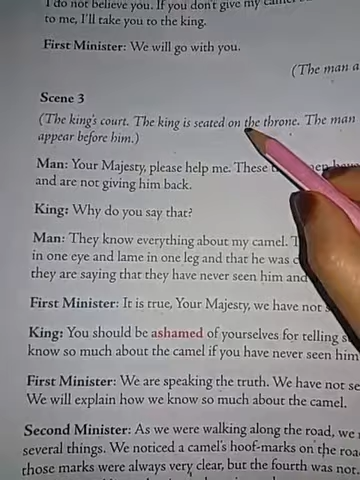 I do not believe you. If you don't give my camel
to me, I'll take you to the king.
First Minister: We will go with you.
(The man a
Scene 3
(The king's court. The king is seated on the throne. The man
appear before him.)
Man: Your Majesty, please help me. These
and are not giving him back.
King: Why do you say that?
Man: They know everything about my camel.
in one eye and lame in one leg and that he was
they are saying that they have never seen him and
First Minister: It is true, Your Majesty, we have not
King: You should be ashamed of yourselves for telling
know so much about the camel if you have never seen him
First Minister: We are speaking the truth. We have not se
We will explain how we know so much about the camel.
Second Minister: As we were walking along the road, we
several things. We noticed a camel's hoof-marks on the roa
those marks were always very clear, but the fourth was not.